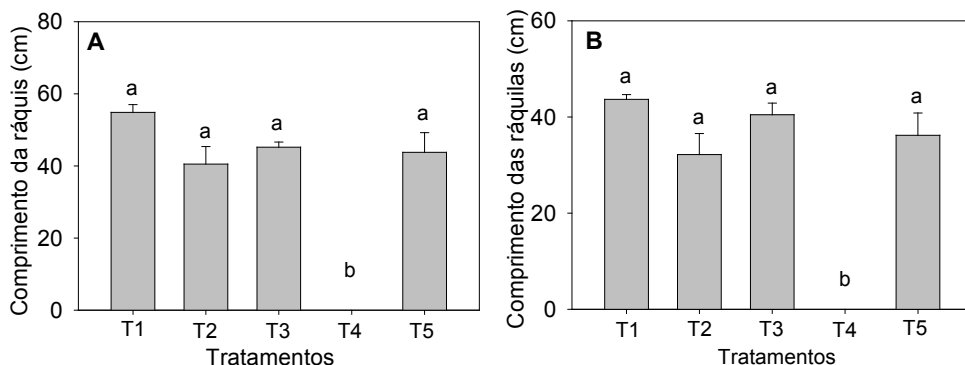 A
Comprimento da ráquis (cm)
80
60
40
20
0
a
a
a
b
a
T1
T2
T3
T4
T5
Tratamentos
B
Comprimento das ráquilas (cm)
60
40
20
0
a
a
a
b
a
T1
T2
T3
T4
T5
Tratamentos